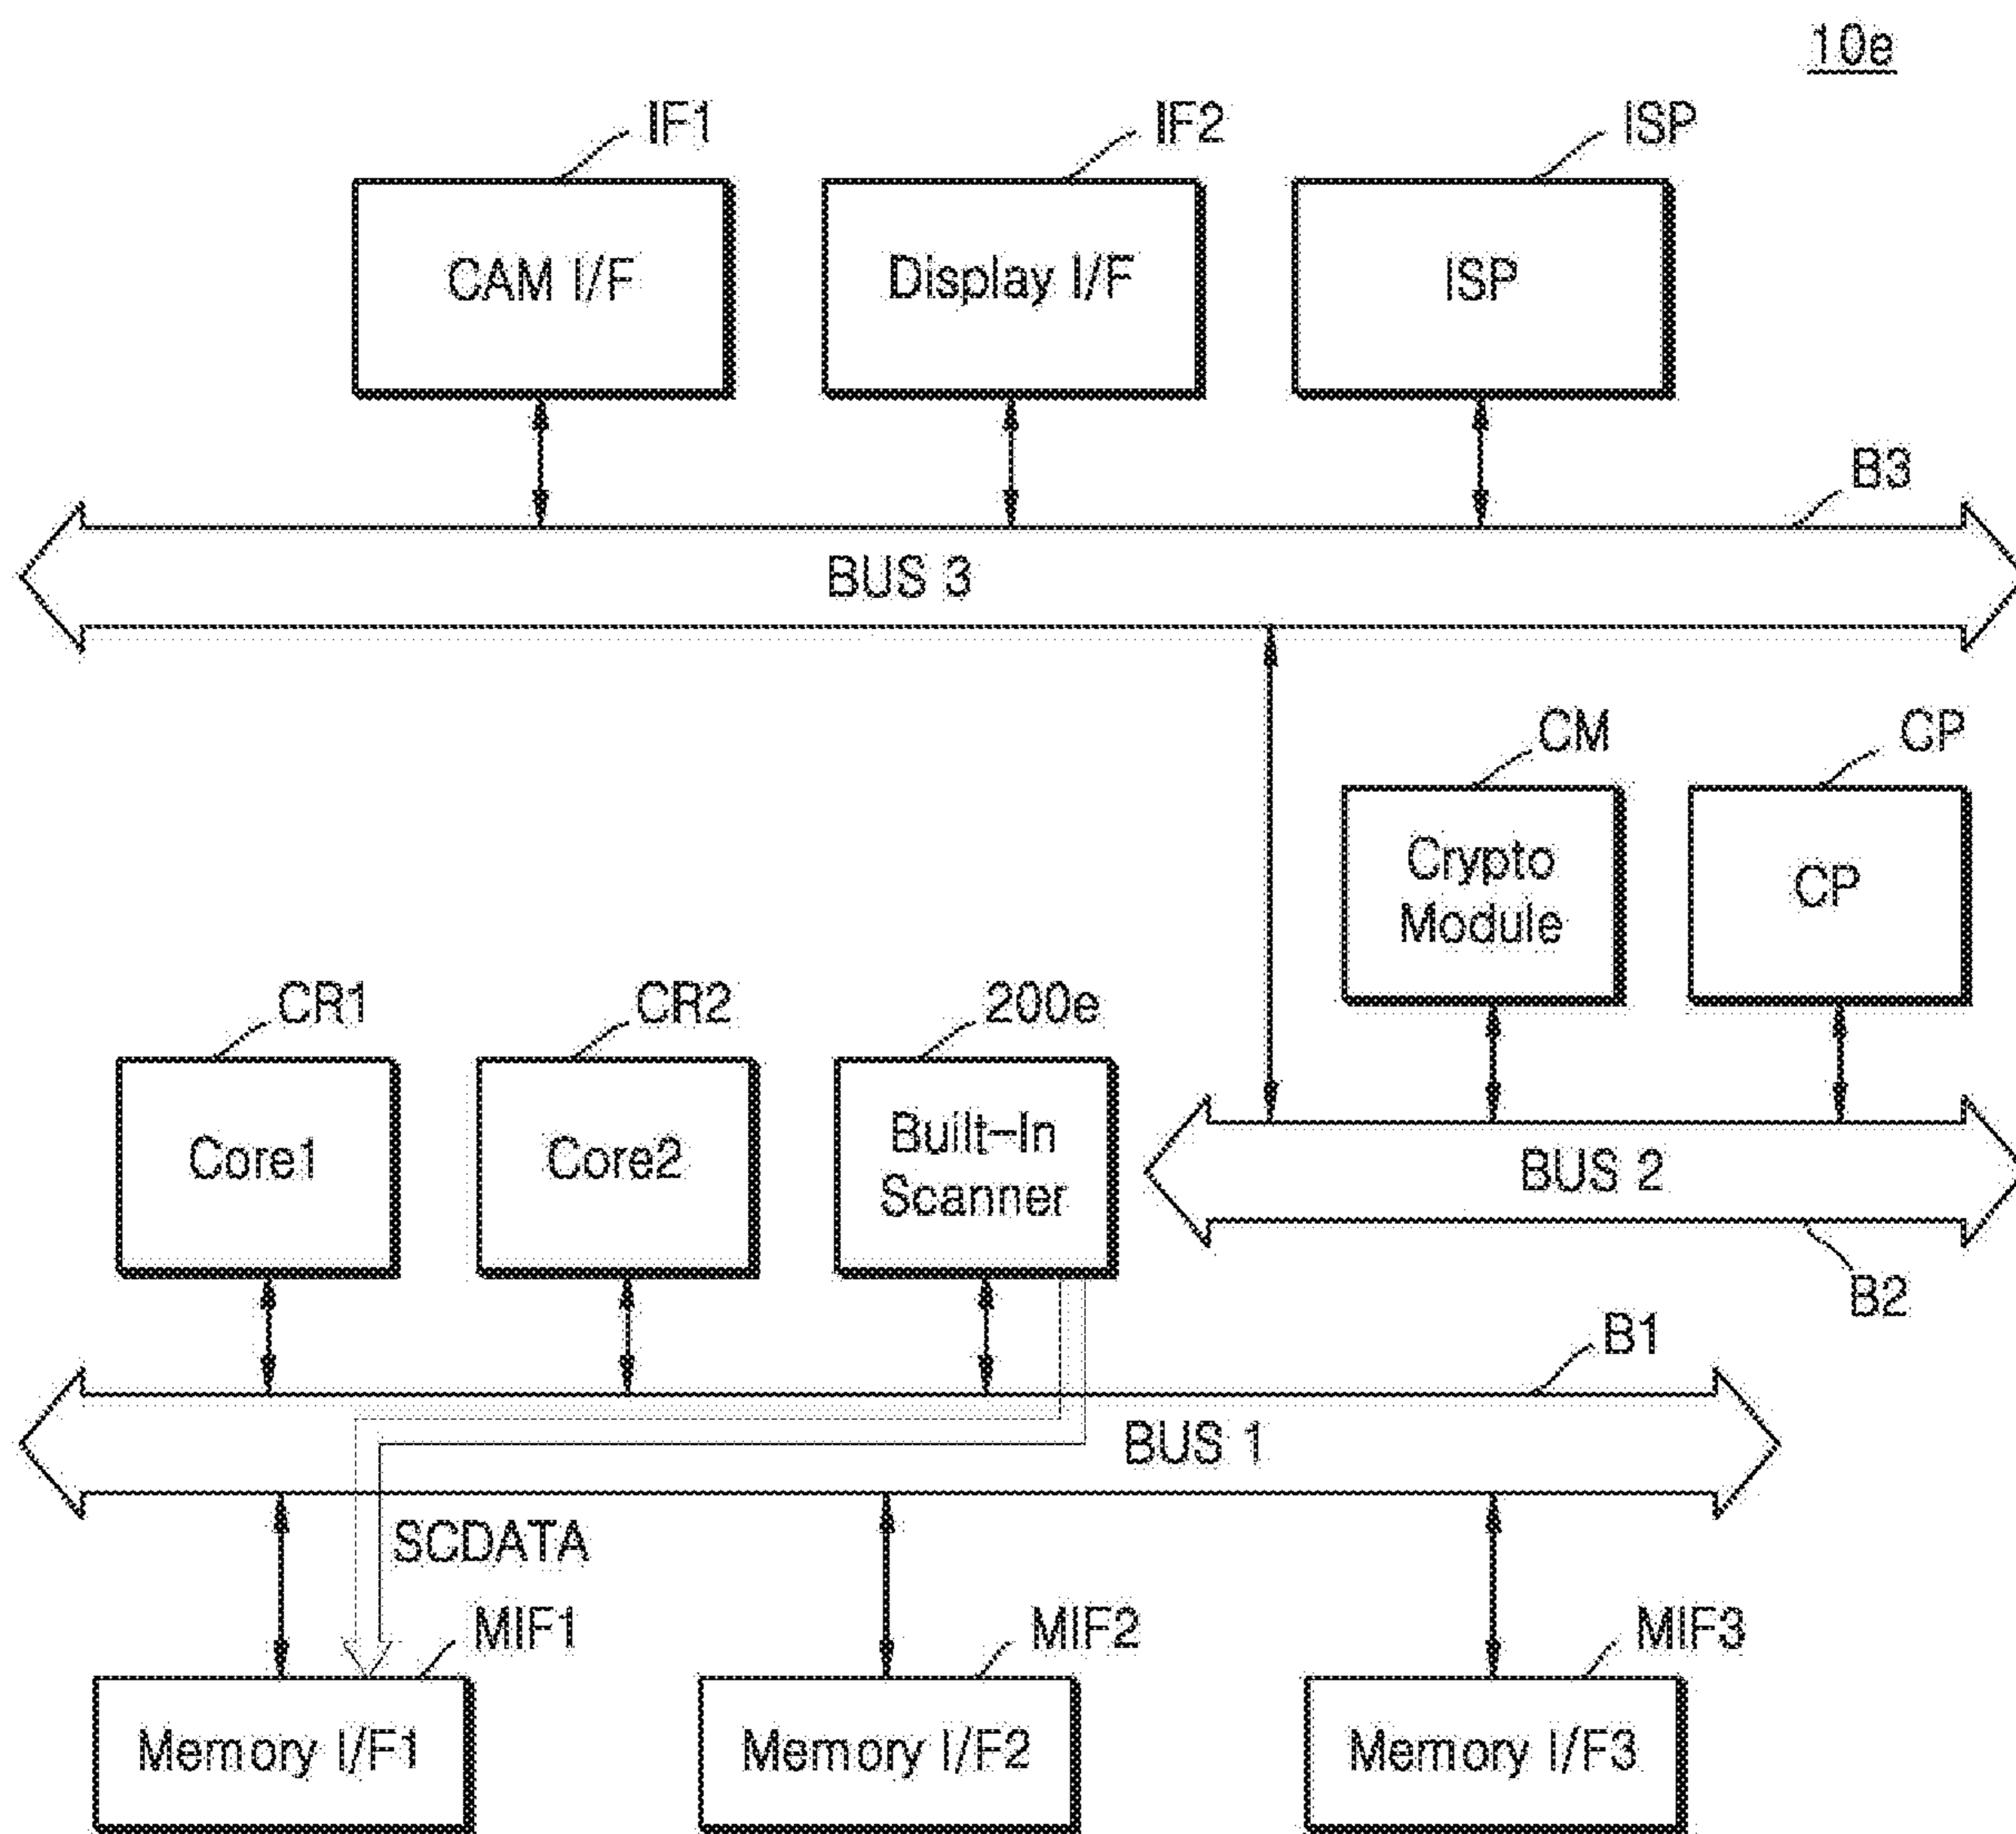 10e
IF1
IF2
ISP
CAM I/F
Display I/F
ISP
B3
BUS 3
CM
CP
Crypto
Module
CP
CR1
CR2
200e
Core1
Core2
Built-In
Scanner
BUS 2
B2
B1
BUS 1
SCDATA
MIF1
MIF2
MIF3
Memory I/F1
Memory I/F2
Memory I/F3